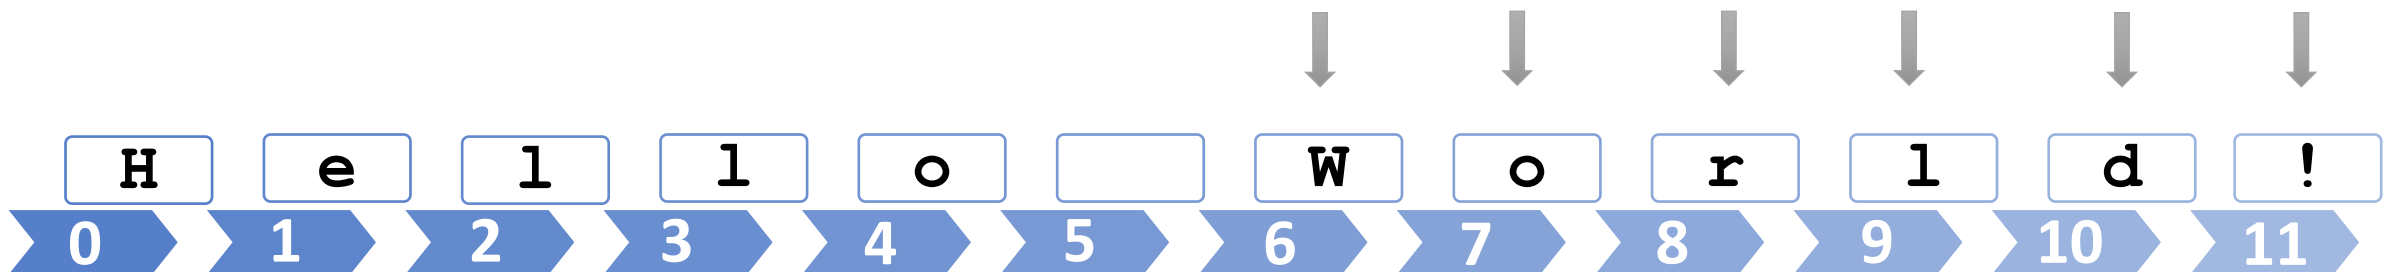 H e l l o W o r l d !
0 1 2 3 4 5 6 7 8 9 10 11